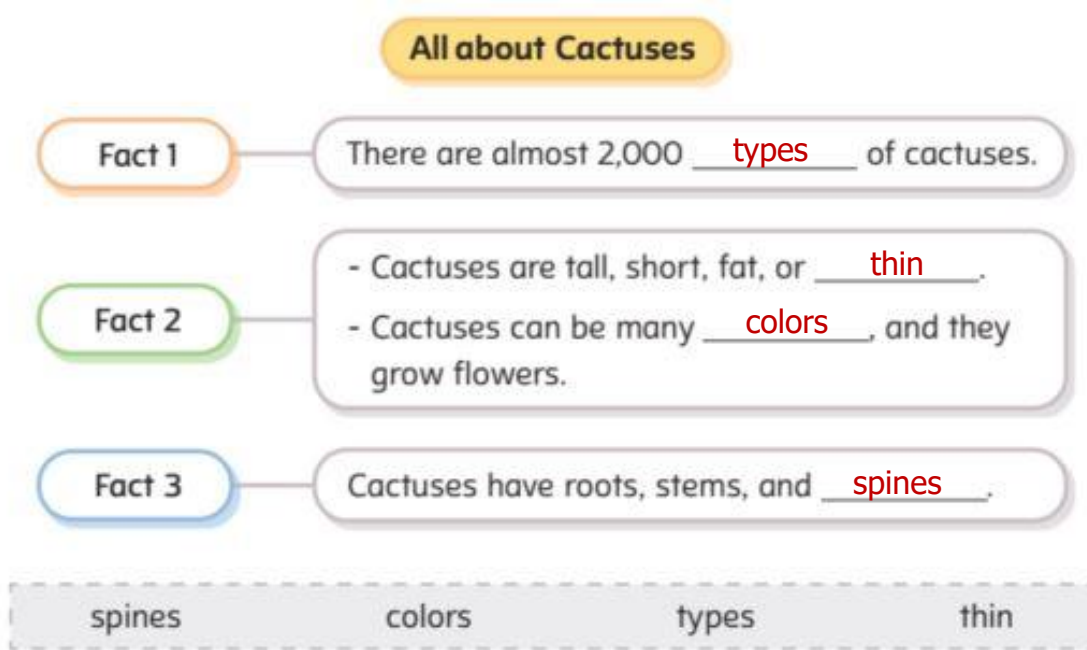 All about Cactuses
Fact 1
There are almost 2,000 types of cactuses.
Fact 2
- Cactuses are tall, short, fat, or thin.
- Cactuses can be many colors, and they
grow flowers.
Fact 3
Cactuses have roots, stems, and spines.
spines colors types thin